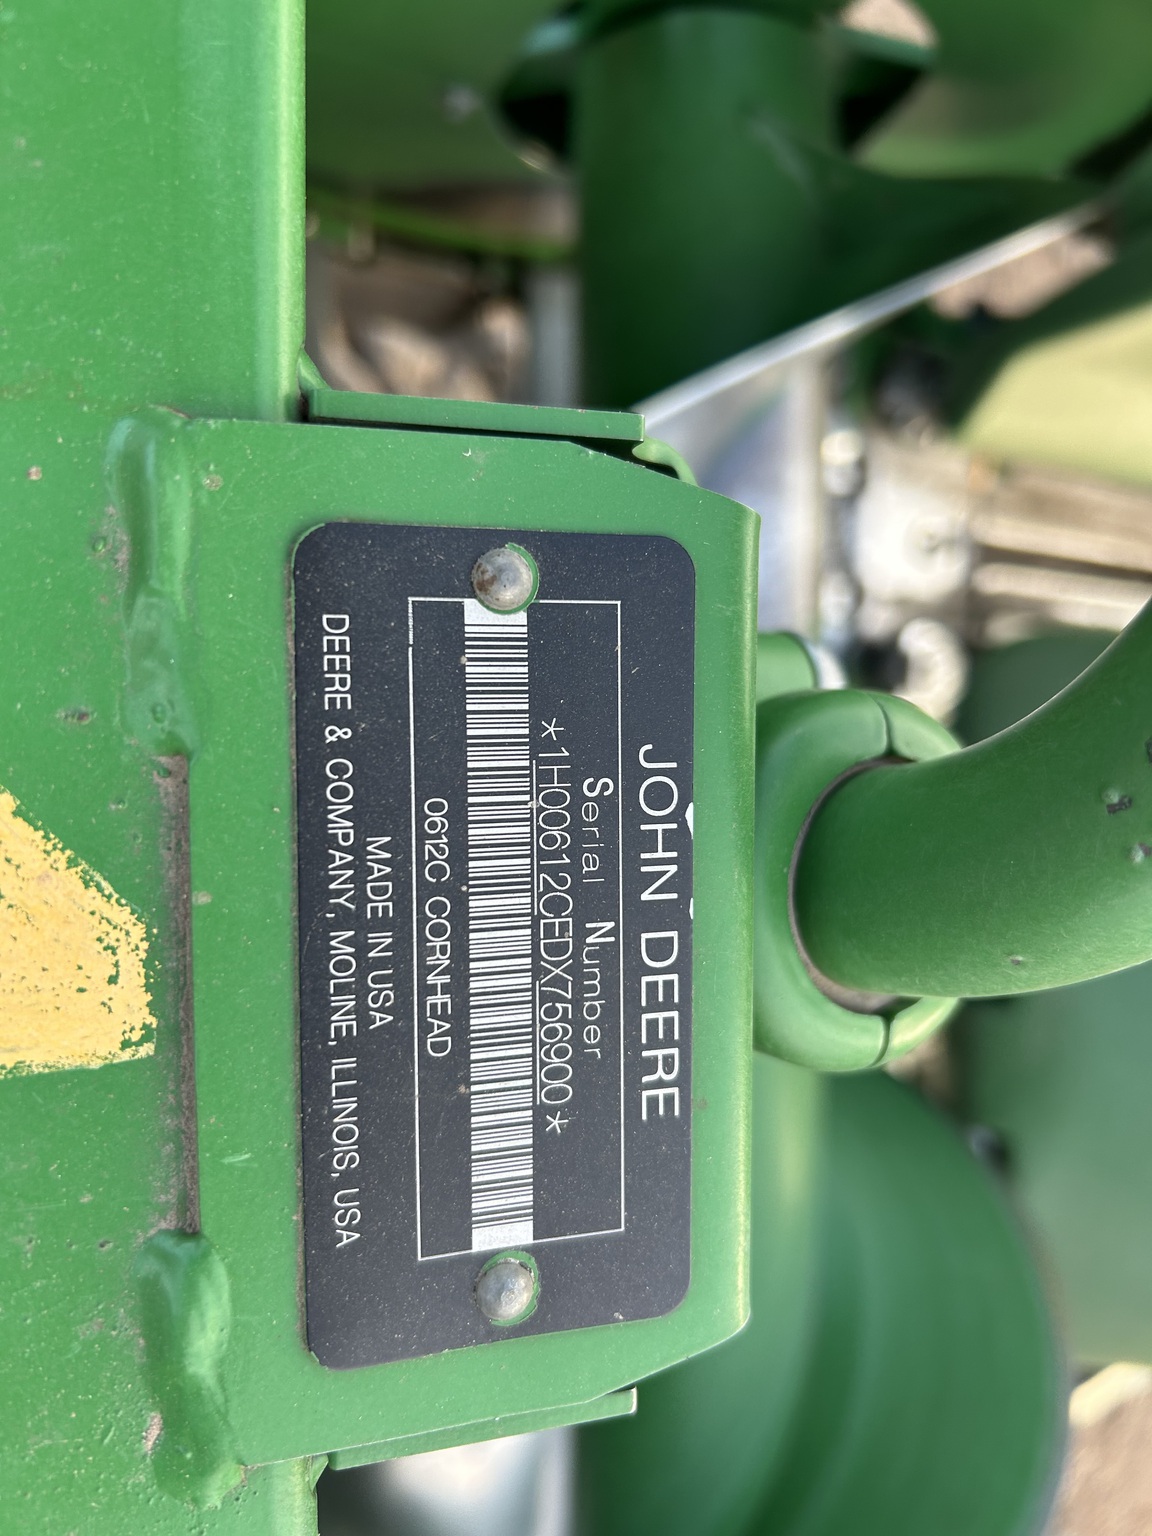 JOHN DEERE
Serial Number
*1H00612CEDX756900*
0612C CORNHEAD
MADE IN USA
DEERE & COMPANY, MOLINE, ILLINOIS, USA